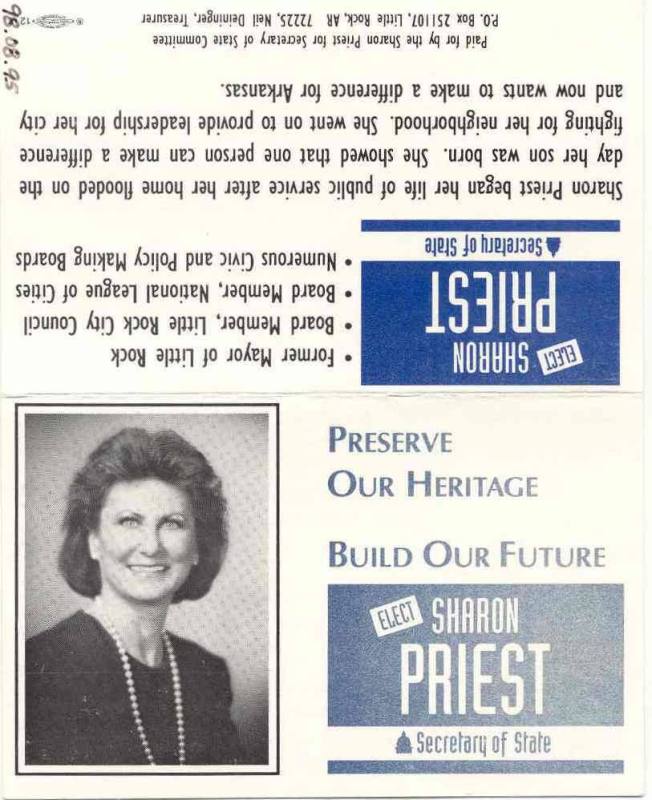 PRESERVE
OUR HERITAGE
BUILD OUR FUTURE
ELECT SHARON
PRIEST
Secretary of State
ELECT SHARON
PRIEST
Secretary of State
• Former Mayor of Little Rock
• Board Member, Little Rock City Council
• Board Member, National League of Cities
• Numerous Civic and Policy Making Boards
Sharon Priest began her life of public service after her home flooded on the
day her son was born. She showed that one person can make a difference
fighting for her neighborhood. She went on to provide leadership for her city
and now wants to make a difference for Arkansas.
Paid for by the Sharon Priest for Secretary of State Committee
P.O. Box 251107, Little Rock, AR 72225, Neil Deininger, Treasurer
98.08.95